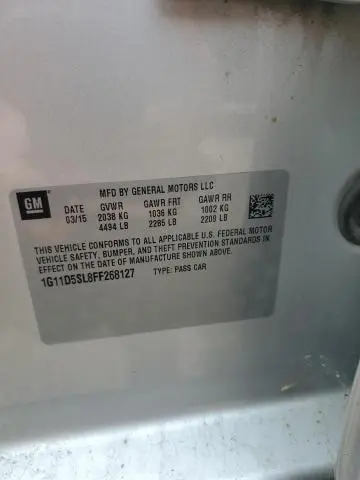 GM
MFD BY GENERAL MOTORS LLC
DATE GVWR GAWR FRT GAWR RR
03/15 2038 KG 1036 KG 1002 KG
4494 LB 2285 LB 2209 LB
THIS VEHICLE CONFORMS TO ALL APPLICABLE U.S. FEDERAL MOTOR
VEHICLE SAFETY, BUMPER, AND THEFT PREVENTION STANDARDS IN
EFFECT ON THE DATE OF MANUFACTURE SHOWN ABOVE.
1G11D5SL8FF268127 TYPE: PASS CAR